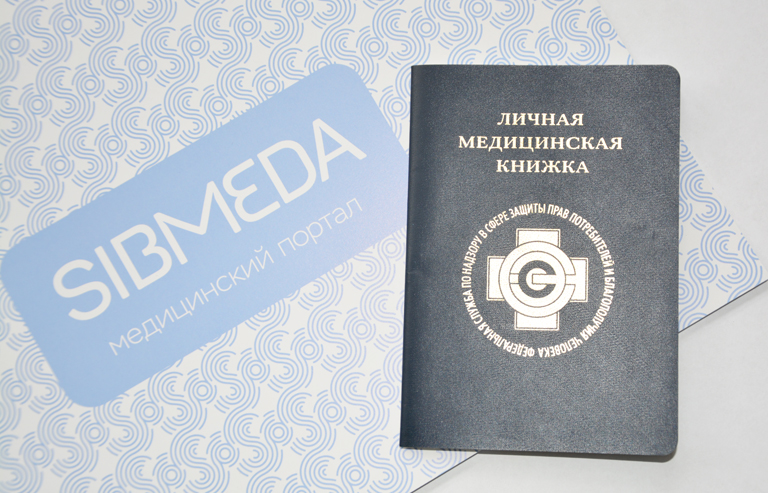 SIBMEDA
медицинский портал
ЛИЧНАЯ
МЕДИЦИНСКАЯ
КНИЖКА
ФЕДЕРАЛЬНАЯ СЛУЖБА ПО НАДЗОРУ В СФЕРЕ ЗАЩИТЫ ПРАВ ПОТРЕБИТЕЛЕЙ И БЛАГОПОЛУЧИЯ ЧЕЛОВЕКА